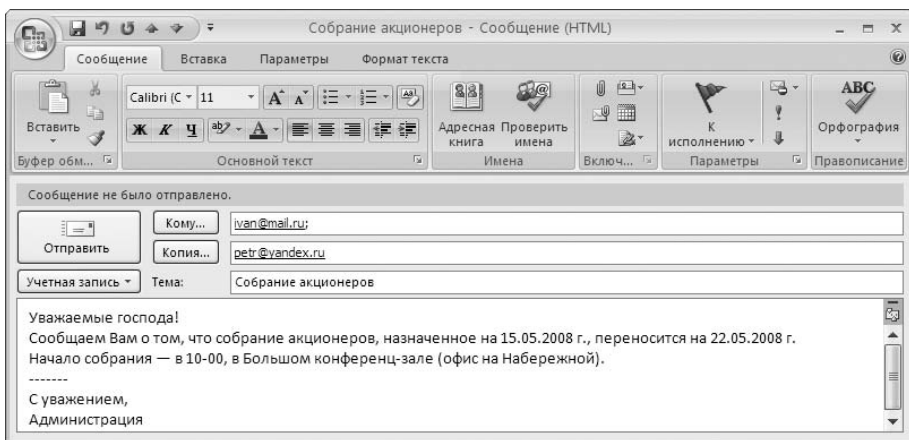 Собрание акционеров - Сообщение (HTML)
Сообщение Вставка Параметры Формат текста
Вставить
Calibri (С 11
Ж К Ч
Адресная книга
Проверить имена
К исполнению
ABC
Орфография
Буфер обм... Основной текст Имена Включ... Параметры Правописание
Сообщение не было отправлено.
Отправить
Кому... ivan@mail.ru;
Копия... petr@yandex.ru
Учетная запись Тема: Собрание акционеров
Уважаемые господа!
Сообщаем Вам о том, что собрание акционеров, назначенное на 15.05.2008 г., переносится на 22.05.2008 г.
Начало собрания — в 10-00, в Большом конференц-зале (офис на Набережной).
-------
С уважением,
Администрация